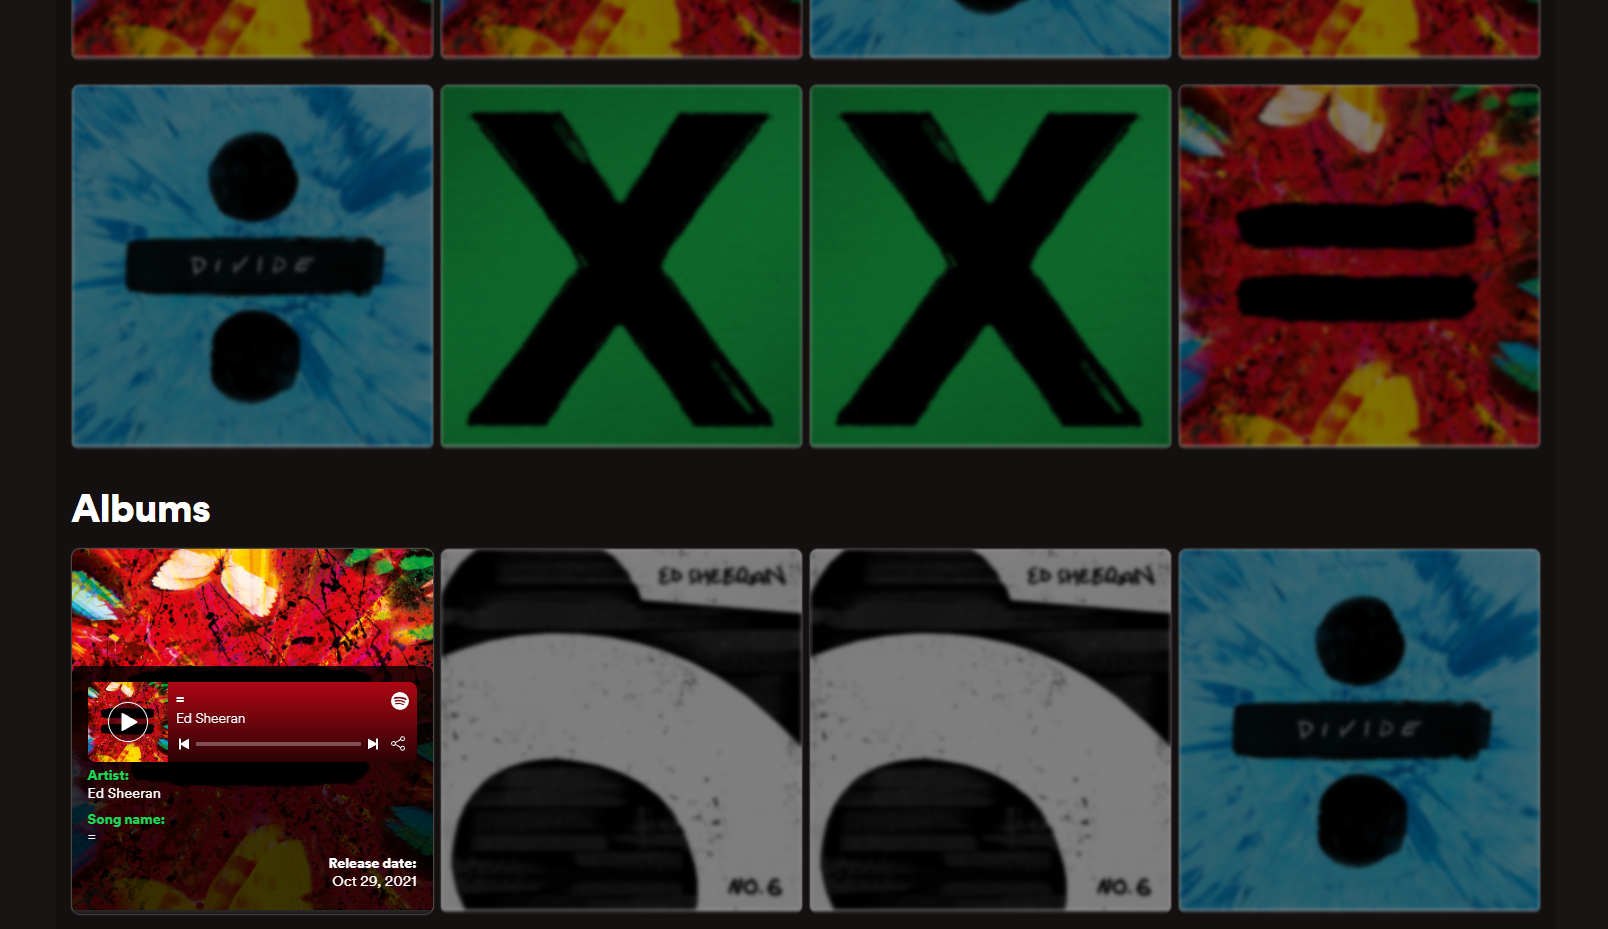 DIVIDE
Albums
=
Ed Sheeran
Artist:
Ed Sheeran
Song name:
=
Release date:
Oct 29, 2021
ED SHEERAN
NO.6
ED SHEERAN
NO.6
DIVIDE